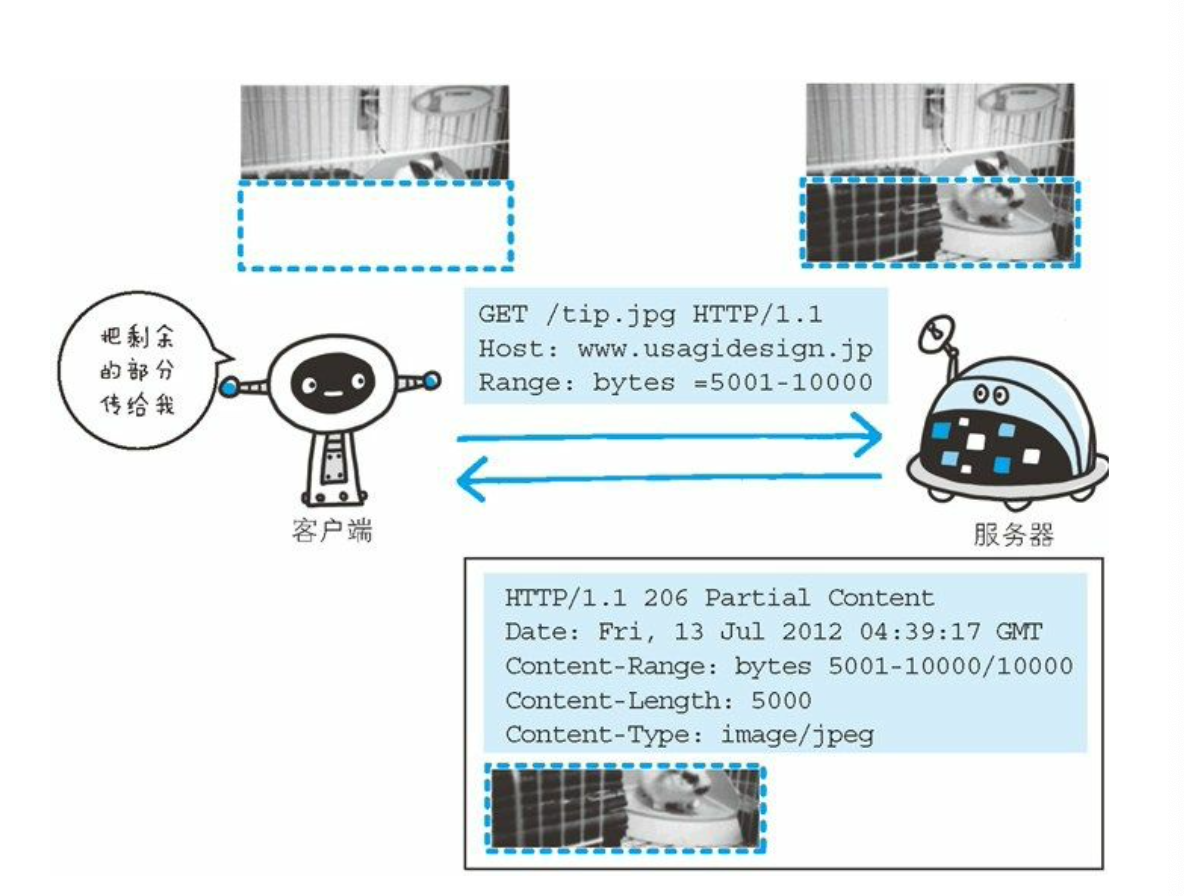 GET /tip.jpg HTTP/1.1
Host: www.usagidesign.jp
Range: bytes =5001-10000
把剩余
的部分
传给我
客户端
服务器
HTTP/1.1 206 Partial Content
Date: Fri, 13 Jul 2012 04:39:17 GMT
Content-Range: bytes 5001-10000/10000
Content-Length: 5000
Content-Type: image/jpeg